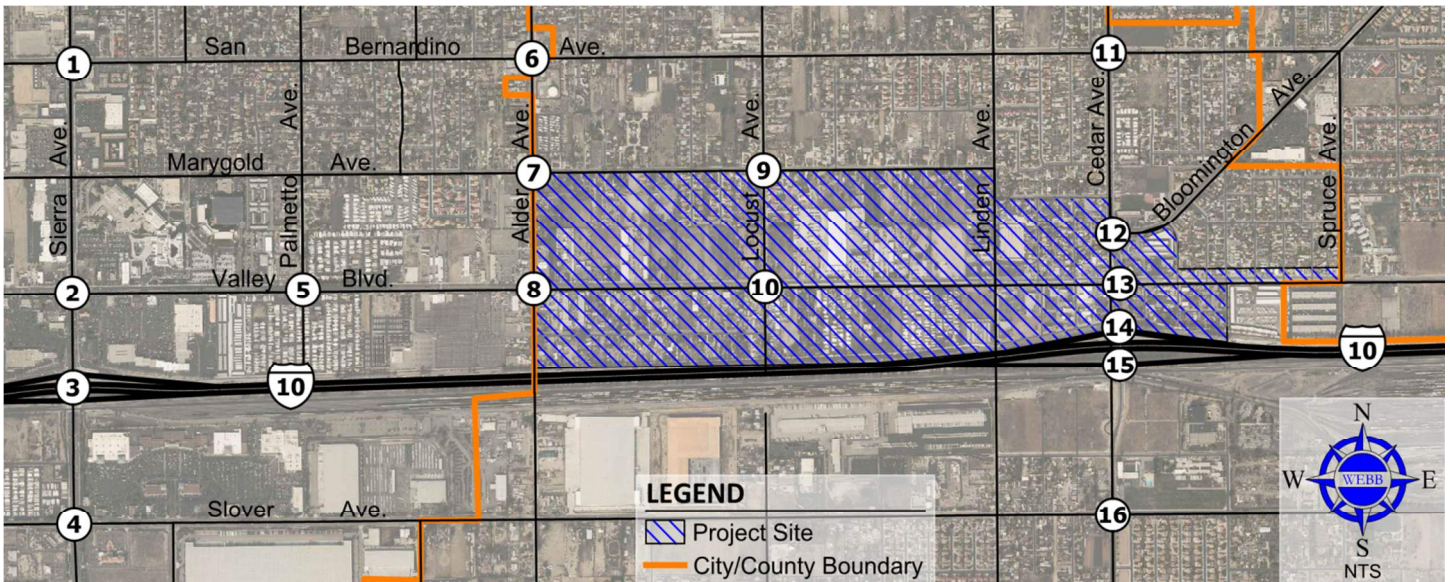 San Bernardino Ave.
1
6
11
Sierra Ave.
Palmetto Ave.
Alder Ave.
Locust Ave.
Linden Ave.
Cedar Ave.
Bloomington Ave.
Spruce Ave.
Marygold Ave.
7
9
12
Valley Blvd.
2
5
8
10
13
14
3
10
15
10
Slover Ave.
4
16
LEGEND
Project Site
City/County Boundary
N
W
WEBB
E
S
NTS